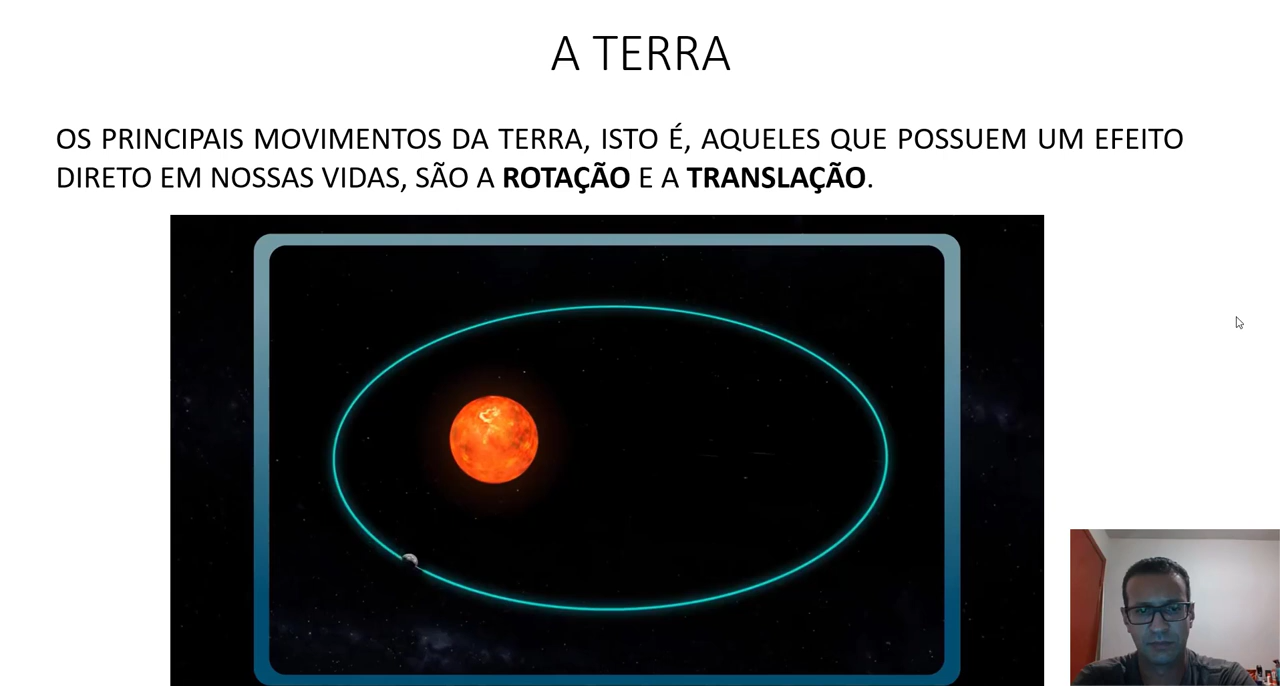 A TERRA
OS PRINCIPAIS MOVIMENTOS DA TERRA, ISTO É, AQUELES QUE POSSUEM UM EFEITO
DIRETO EM NOSSAS VIDAS, SÃO A ROTAÇÃO E A TRANSLAÇÃO.